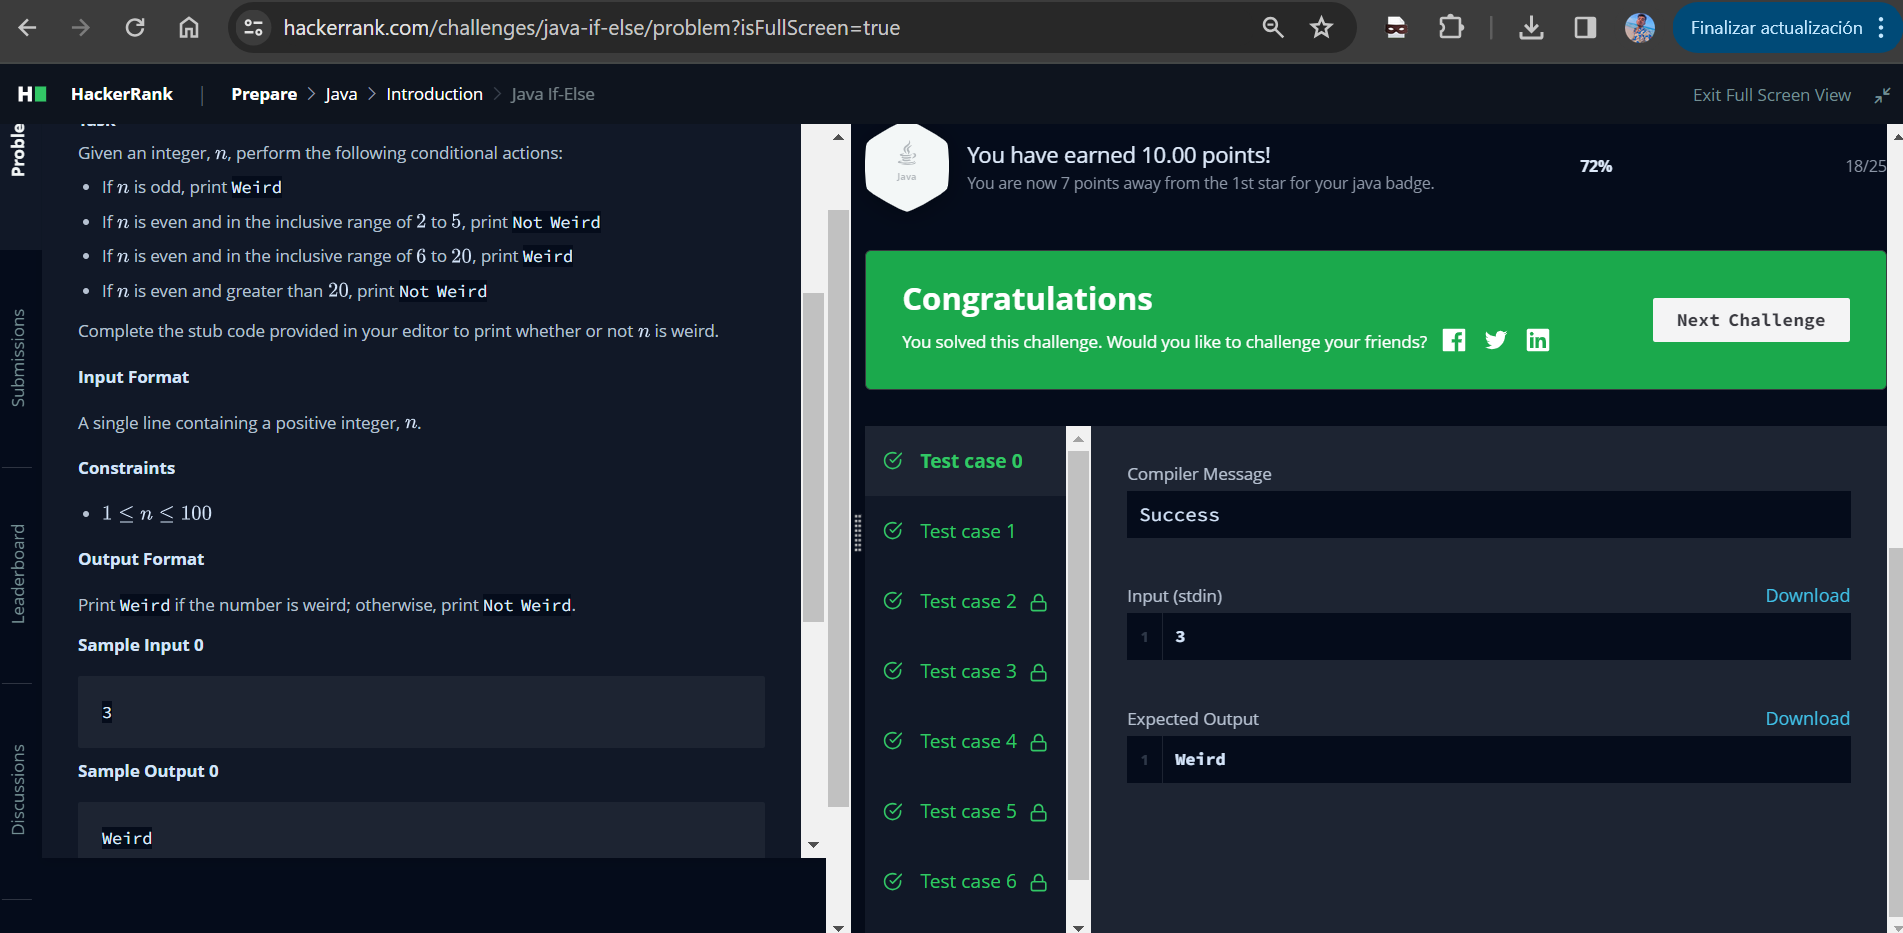 hackerrank.com/challenges/java-if-else/problem?isFullScreen=true
Finalizar actualización
H HackerRank | Prepare > Java > Introduction > Java If-Else
Exit Full Screen View
Proble
Submissions
Leaderboard
Discussions
Task
Given an integer, n, perform the following conditional actions:
• If n is odd, print Weird
• If n is even and in the inclusive range of 2 to 5, print Not Weird
• If n is even and in the inclusive range of 6 to 20, print Weird
• If n is even and greater than 20, print Not Weird
Complete the stub code provided in your editor to print whether or not n is weird.
Input Format
A single line containing a positive integer, n.
Constraints
• 1 ≤ n ≤ 100
Output Format
Print Weird if the number is weird; otherwise, print Not Weird.
Sample Input 0
3
Sample Output 0
Weird
Java
You have earned 10.00 points!
You are now 7 points away from the 1st star for your java badge.
72%
18/25
Congratulations
You solved this challenge. Would you like to challenge your friends?
Next Challenge
Test case 0
Test case 1
Test case 2
Test case 3
Test case 4
Test case 5
Test case 6
Compiler Message
Success
Input (stdin)
Download
1 3
Expected Output
Download
1 Weird